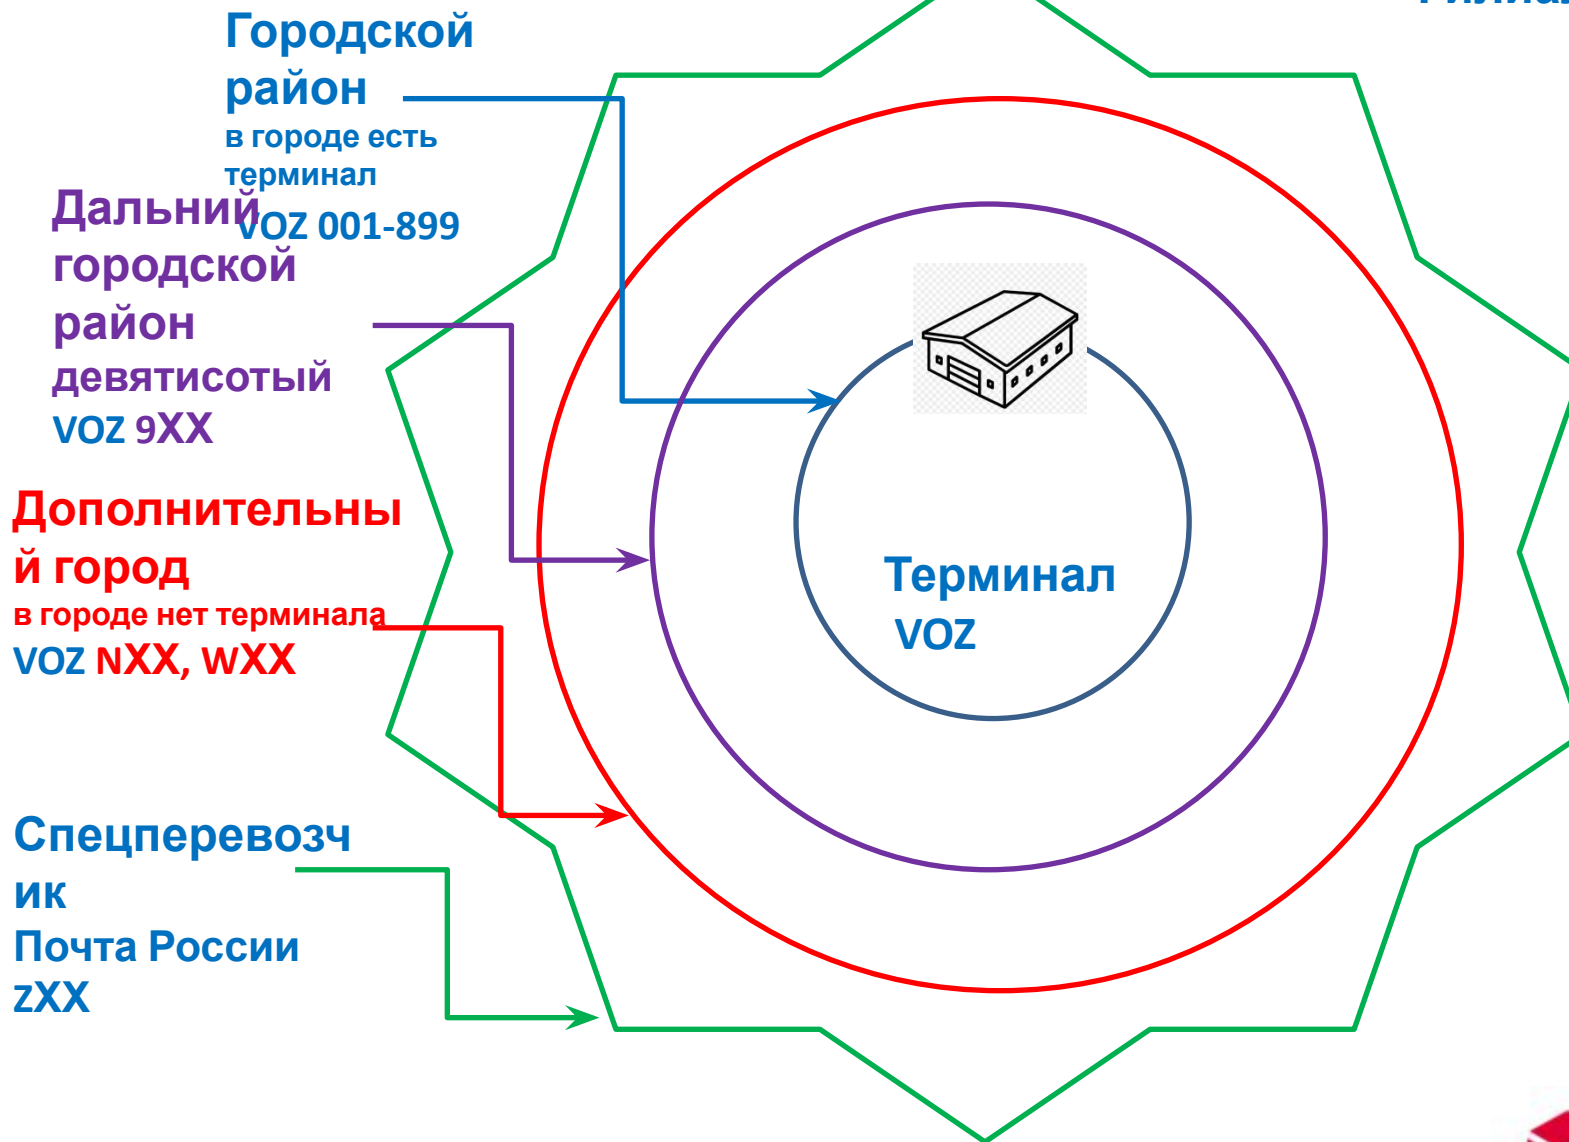 Городской
район
в городе есть
терминал
VOZ 001-899
Дальний
городской
район
девятисотый
VOZ 9XX
Дополнительны
й город
в городе нет терминала
VOZ NXX, WXX
Спецперевозч
ик
Почта России
ZXX
Терминал
VOZ